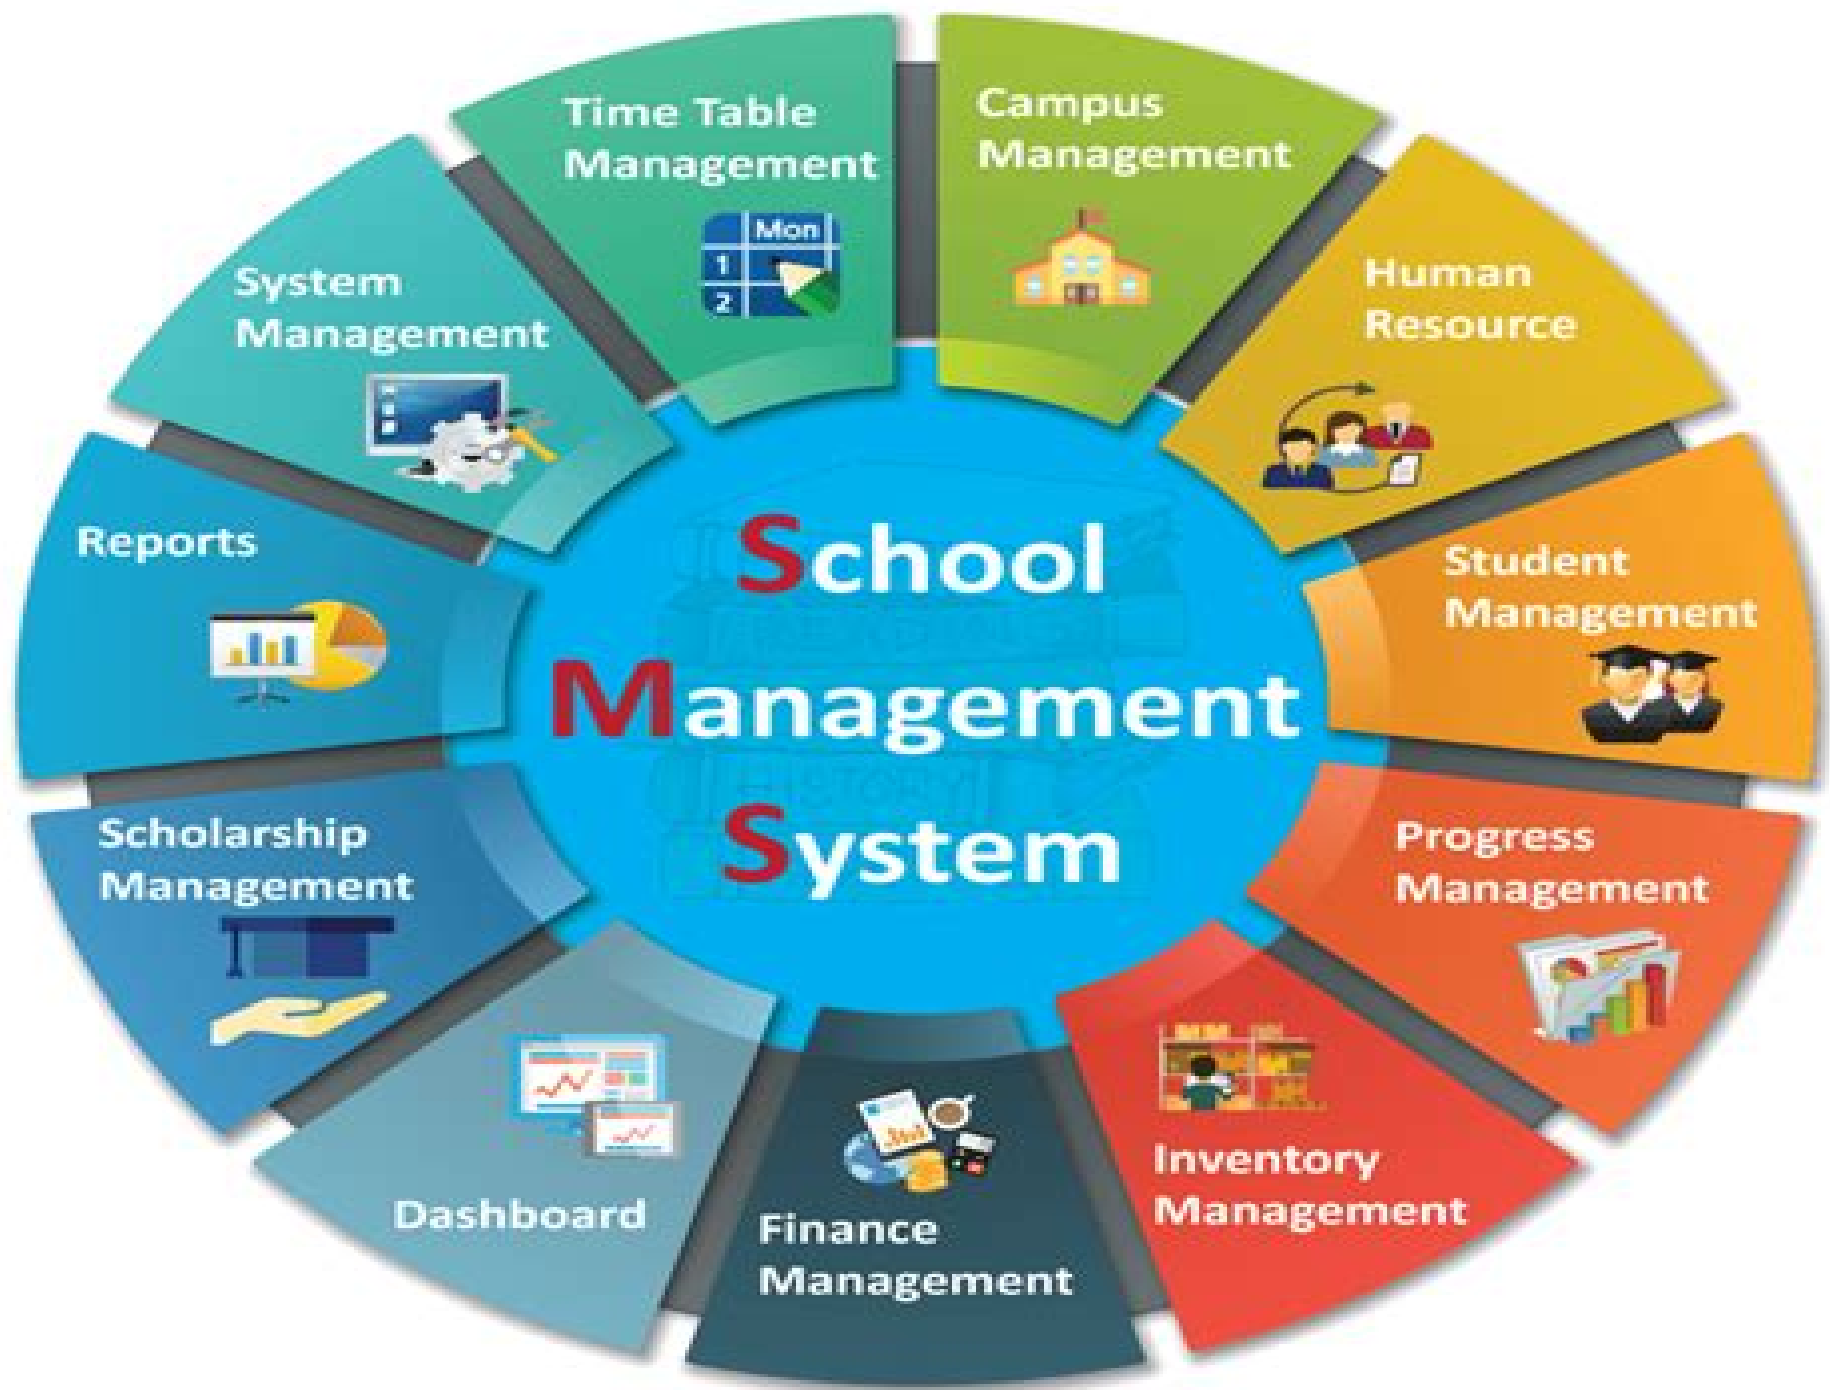 School
Management
System
Time Table
Management
Mon
1
2
Campus
Management
Human
Resource
Student
Management
Progress
Management
Inventory
Management
Finance
Management
Dashboard
Scholarship
Management
Reports
System
Management
HISTORY